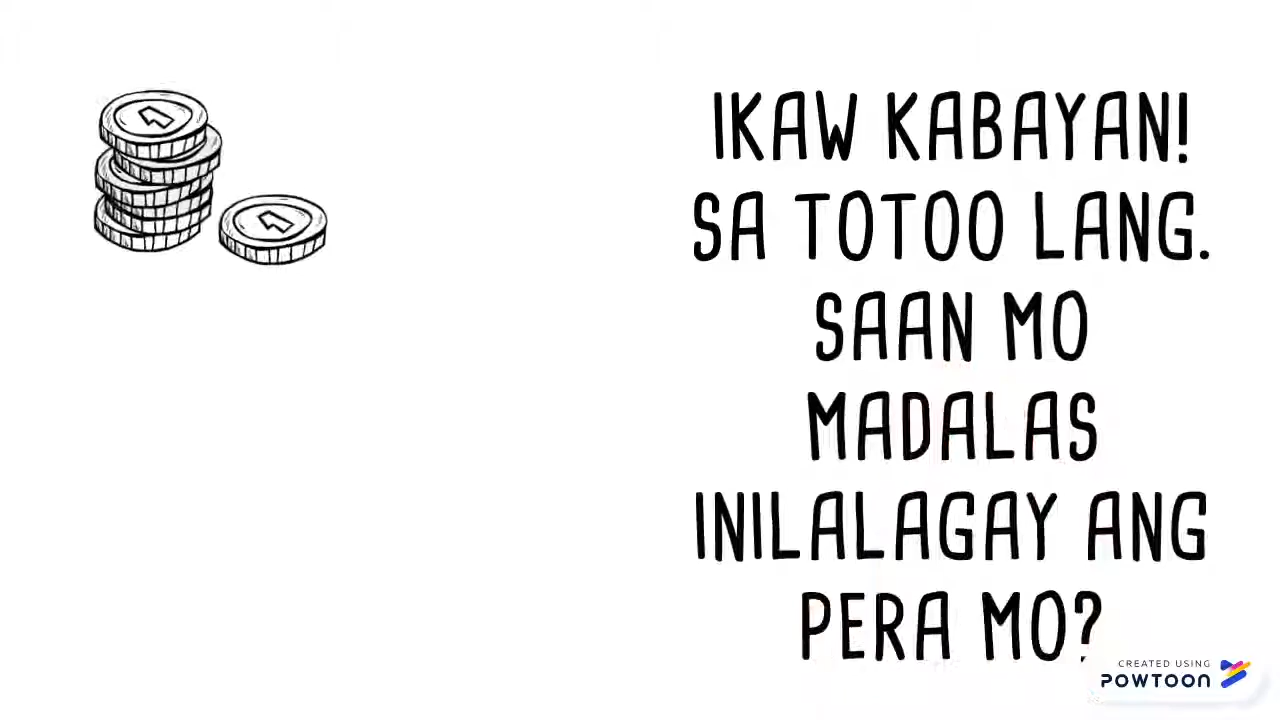 IKAW KABAYAN!
SA TOTOO LANG.
SAAN MO
MADALAS
INILALAGAY ANG
PERA MO?
CREATED USING
POWTOON